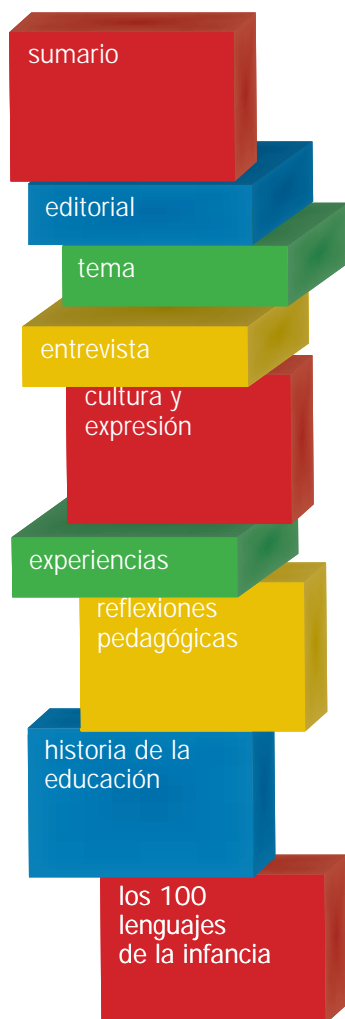 sumario
editorial
tema
entrevista
cultura y
expresión
experiencias
reflexiones
pedagógicas
historia de la
educación
los 100
lenguajes
de la infancia